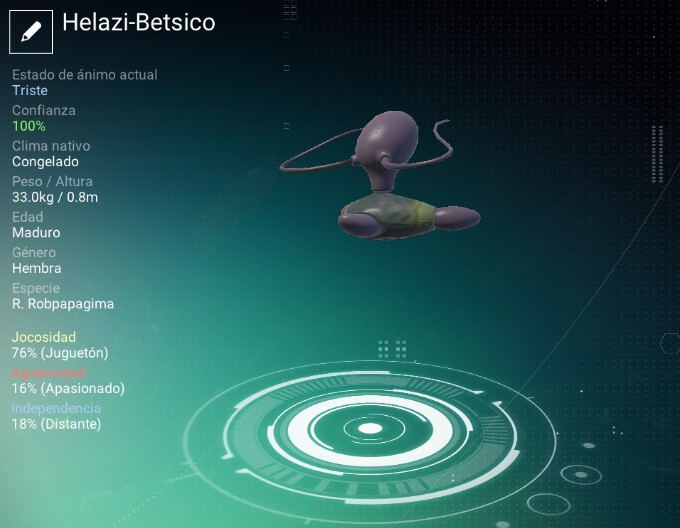 Helazi-Betsico
Estado de ánimo actual
Triste
Confianza
100%
Clima nativo
Congelado
Peso / Altura
33.0kg / 0.8m
Edad
Maduro
Género
Hembra
Especie
R. Robpapagima
Jocosidad
76% (Juguetón)
Agresividad
16% (Apasionado)
Independencia
18% (Distante)